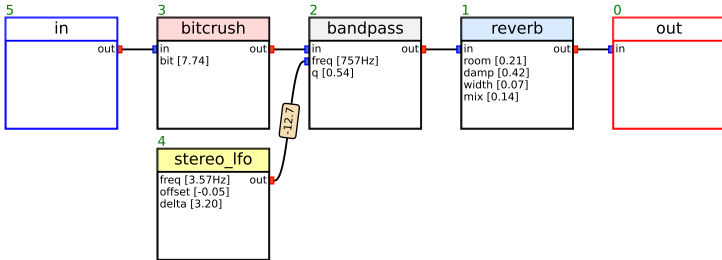 5
in
out
3
bitcrush
in
out
bit [7.74]
2
bandpass
in
out
freq [757Hz]
q [0.54]
1
reverb
in
out
room [0.21]
damp [0.42]
width [0.07]
mix [0.14]
0
out
in
-12.7
4
stereo_lfo
freq [3.57Hz]
out
offset [-0.05]
delta [3.20]